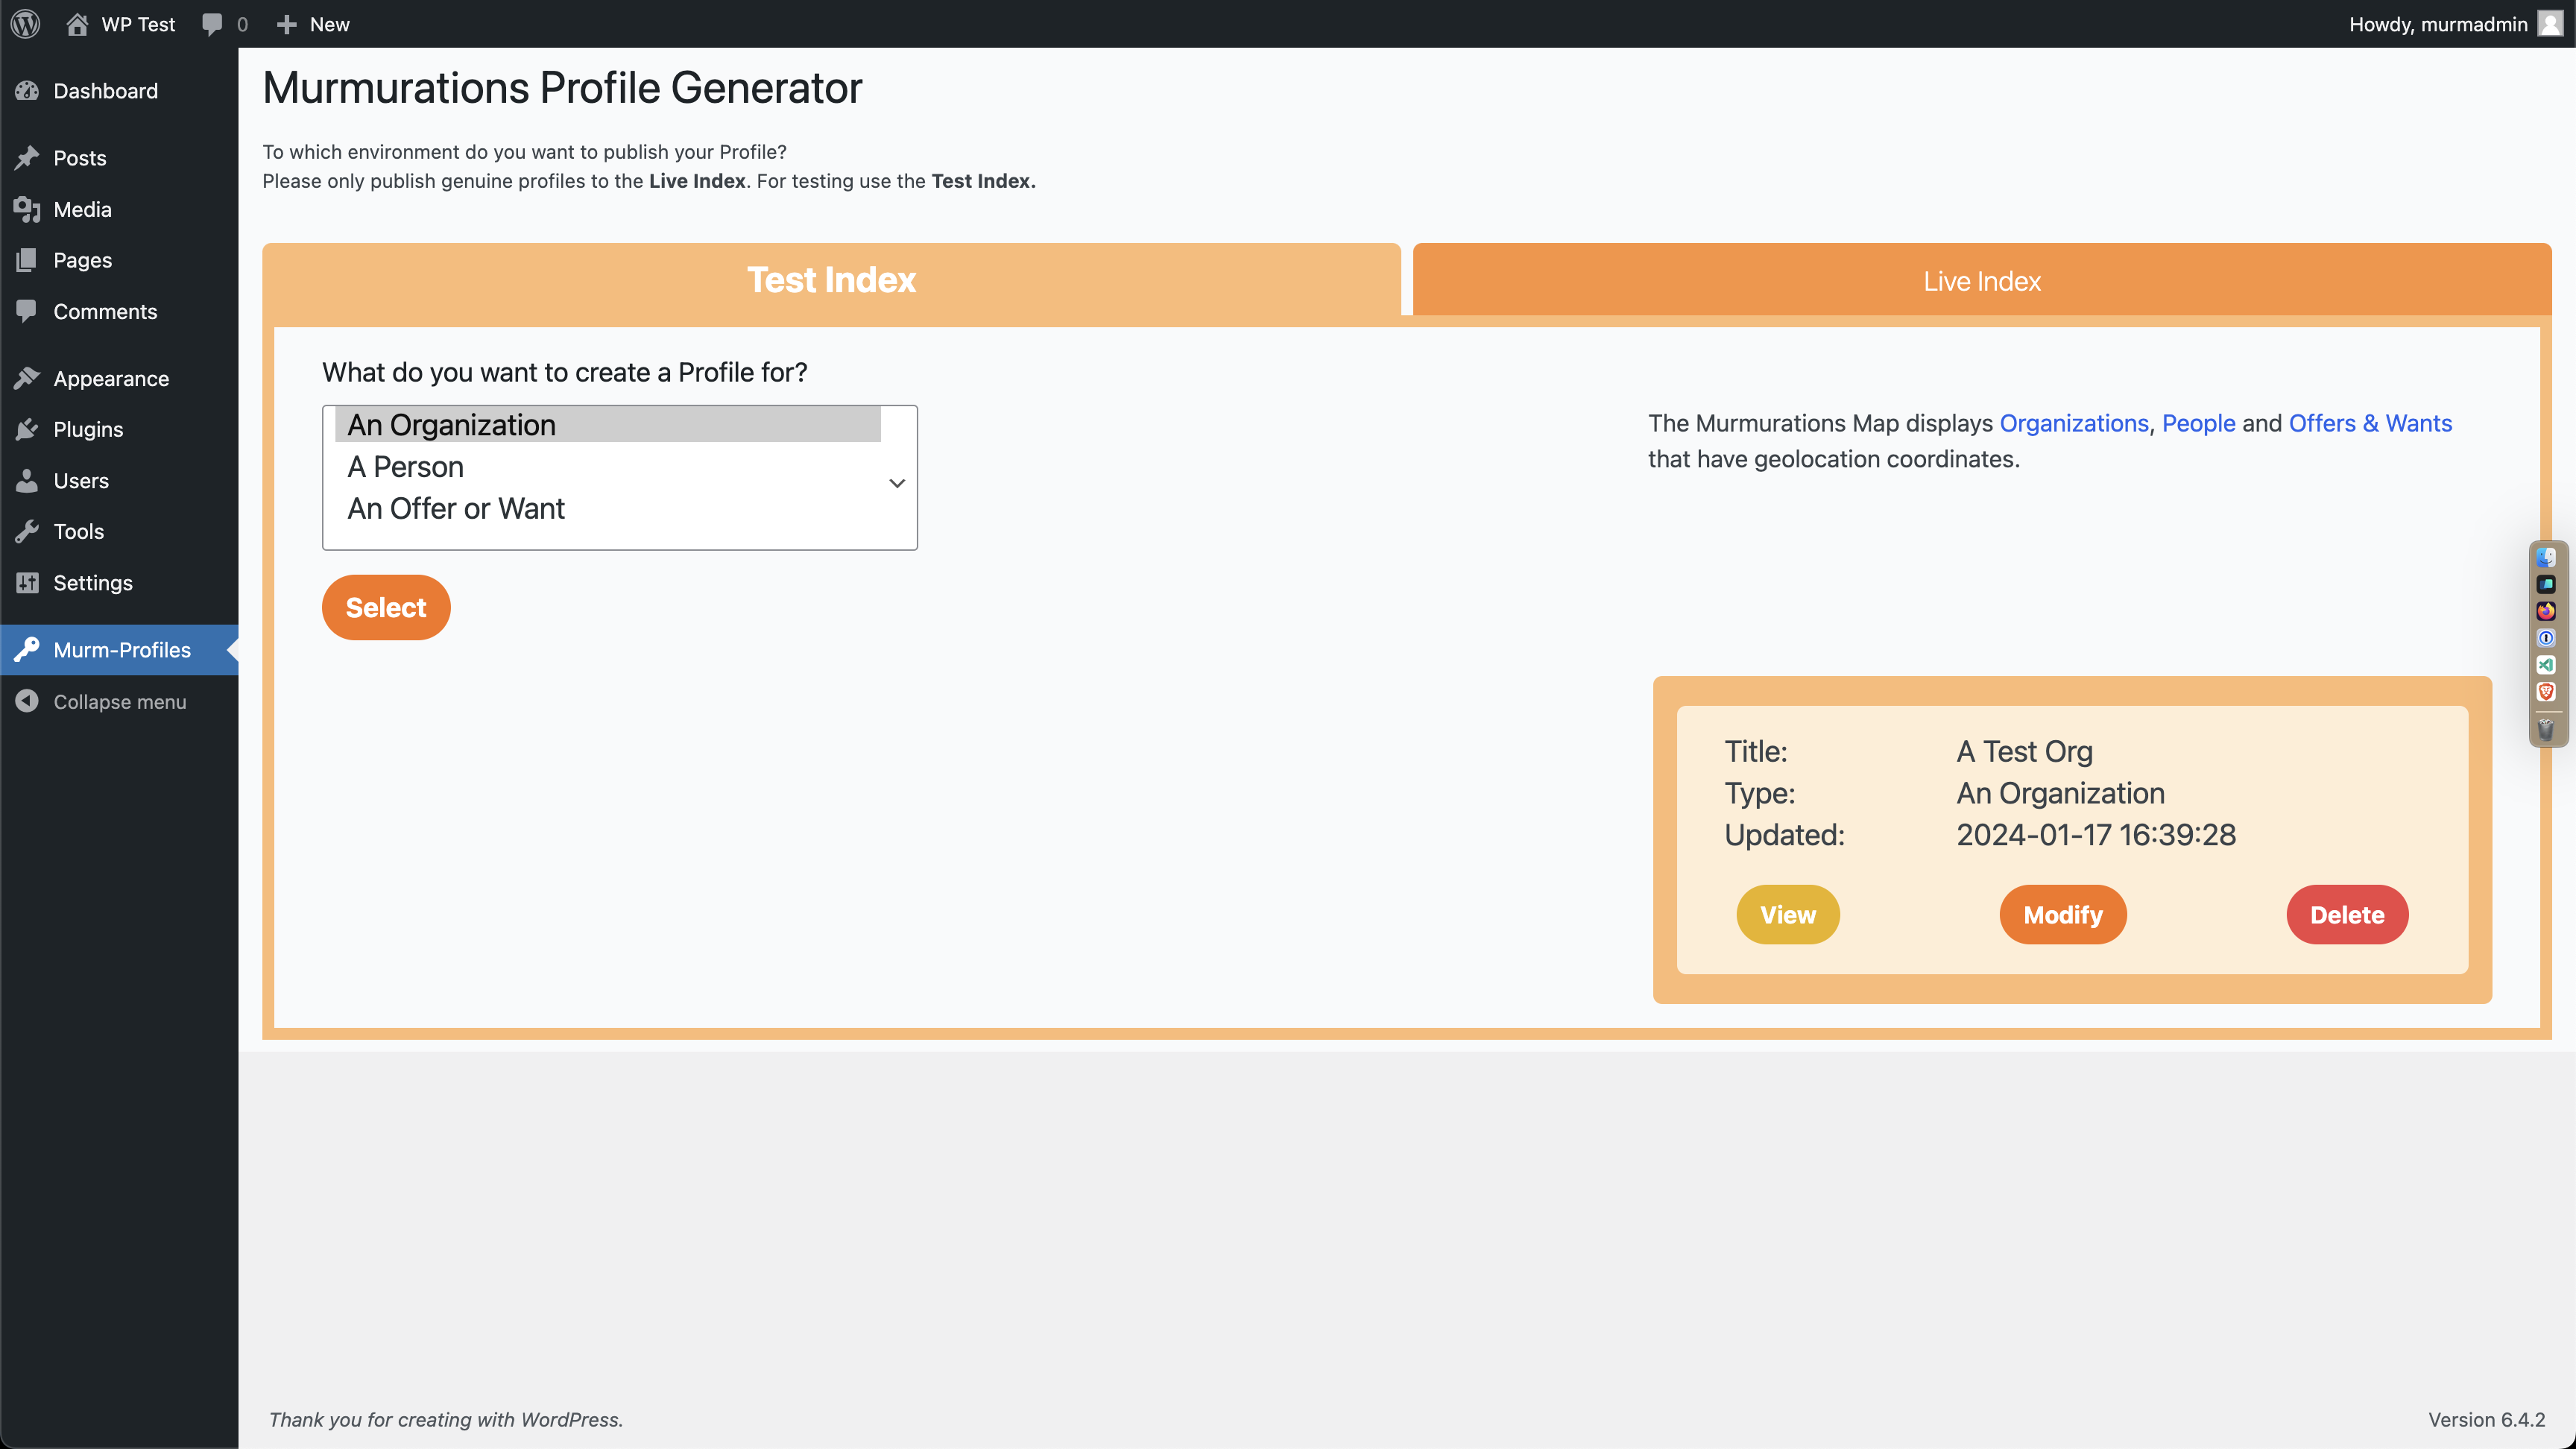 WP Test
0
New
Howdy, murmadmin
Dashboard
Posts
Media
Pages
Comments
Appearance
Plugins
Users
Tools
Settings
Murm-Profiles
Collapse menu
Murmurations Profile Generator
To which environment do you want to publish your Profile?
Please only publish genuine profiles to the Live Index. For testing use the Test Index.
Test Index
Live Index
What do you want to create a Profile for?
An Organization
A Person
An Offer or Want
Select
The Murmurations Map displays Organizations, People and Offers & Wants
that have geolocation coordinates.
Title: A Test Org
Type: An Organization
Updated: 2024-01-17 16:39:28
View
Modify
Delete
Thank you for creating with WordPress.
Version 6.4.2